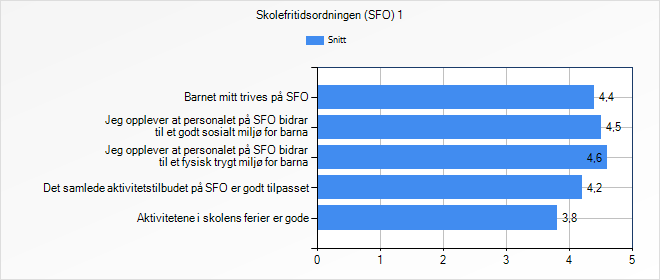 Skolefritidsordningen (SFO) 1
Snitt
Barnet mitt trives på SFO
4,4
Jeg opplever at personalet på SFO bidrar
til et godt sosialt miljø for barna
4,5
Jeg opplever at personalet på SFO bidrar
til et fysisk trygt miljø for barna
4,6
Det samlede aktivitetstilbudet på SFO er godt tilpasset
4,2
Aktivitetene i skolens ferier er gode
3,8
0 1 2 3 4 5